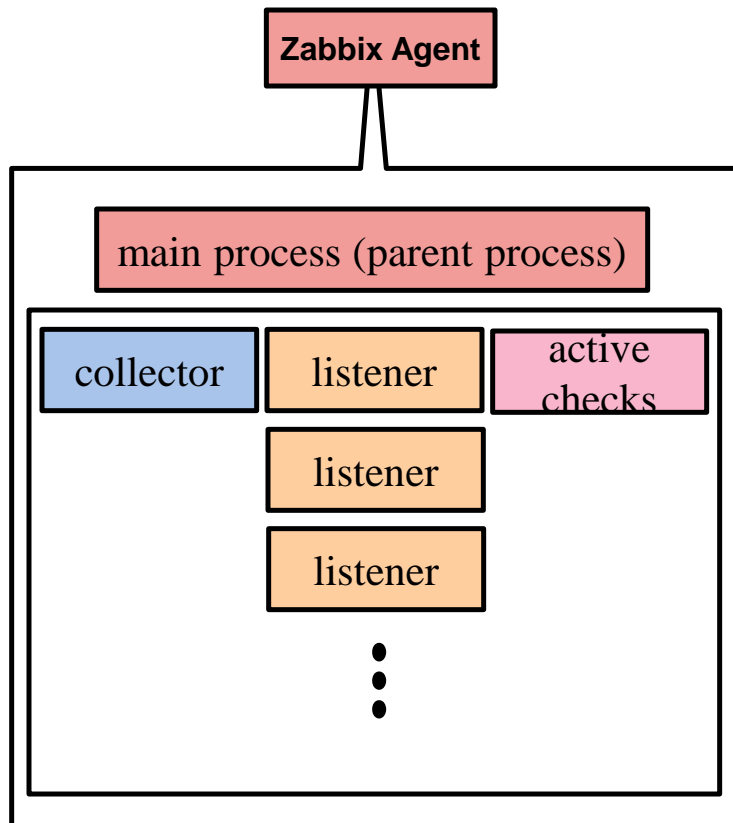 Zabbix Agent
main process (parent process)
collector
listener
active
checks
listener
listener